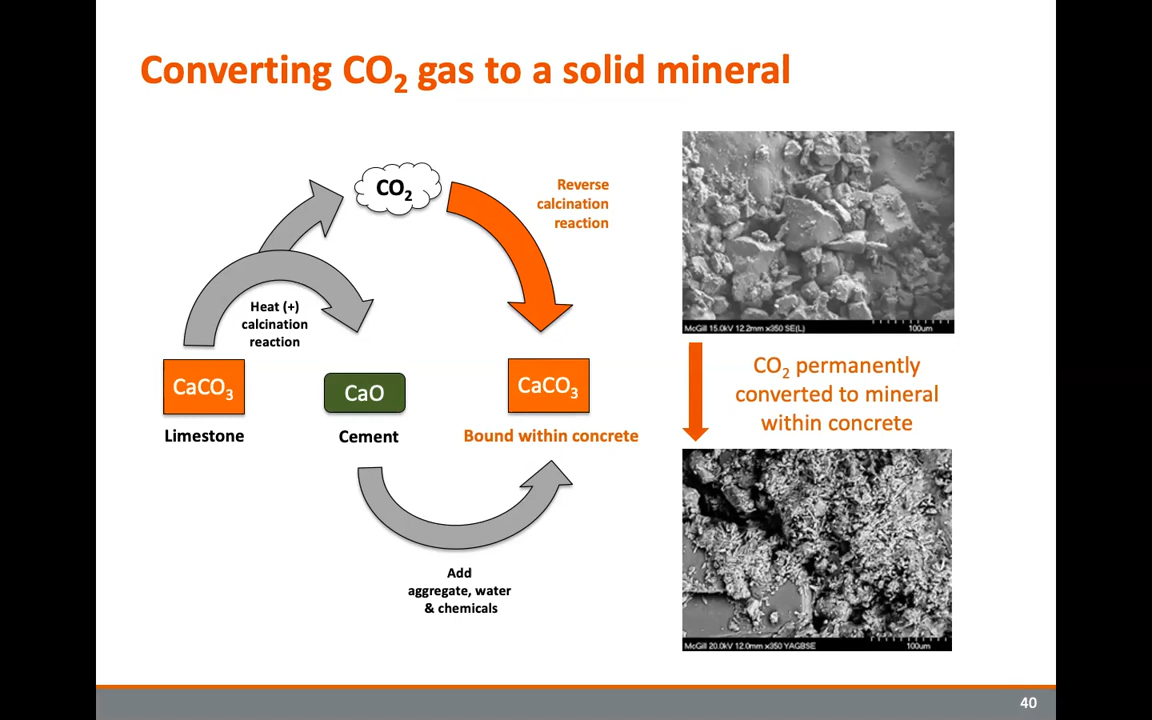 Converting CO₂ gas to a solid mineral
CO₂
Reverse
calcination
reaction
Heat (+)
calcination
reaction
CaCO₃
Limestone
CaO
Cement
CaCO₃
Bound within concrete
Add
aggregate, water
& chemicals
McGill 15.0kV 12.2mm x350 SE(L)
100um
CO₂ permanently
converted to mineral
within concrete
McGill 20.0kV 12.0mm x350 YAGBSE
100um
40